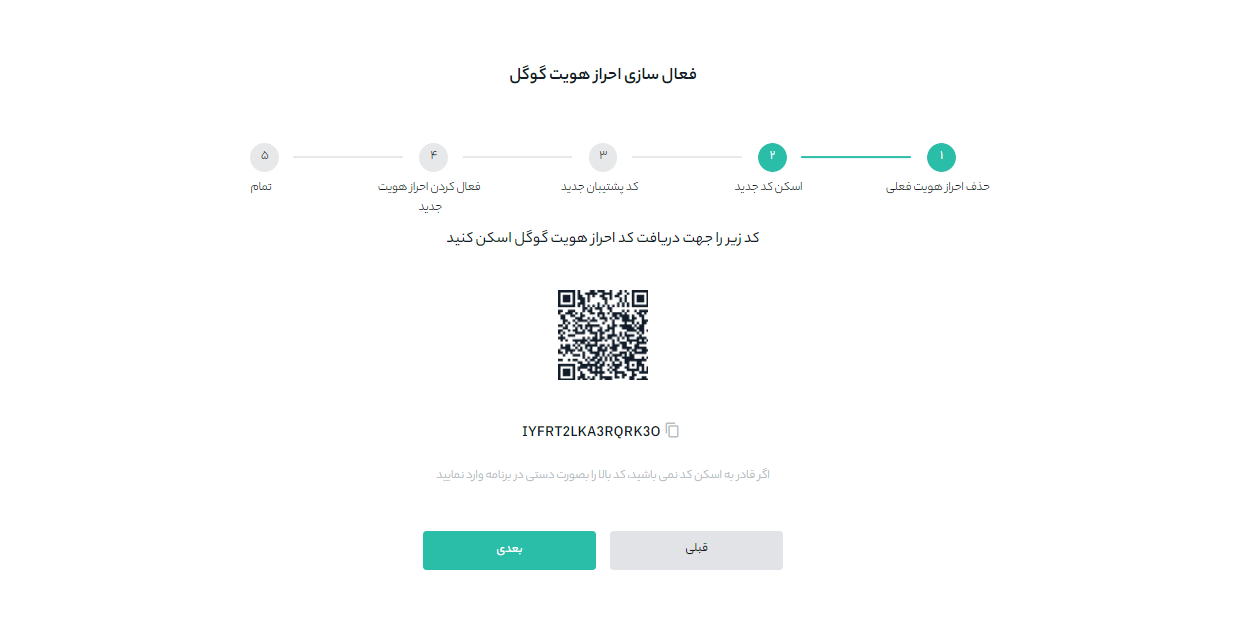 فعال سازی احراز هویت گوگل
۱
۲
۳
۴
۵
حذف احراز هویت فعلی
اسکن کد جدید
کد پشتیبان جدید
فعال کردن احراز هویت
جدید
تمام
کد زیر را جهت دریافت کد احراز هویت گوگل اسکن کنید
IYFRT2LKA3RQRK3O
اگر قادر به اسکن کد نمی باشید، کد بالا را بصورت دستی در برنامه وارد نمایید
قبلی
بعدی